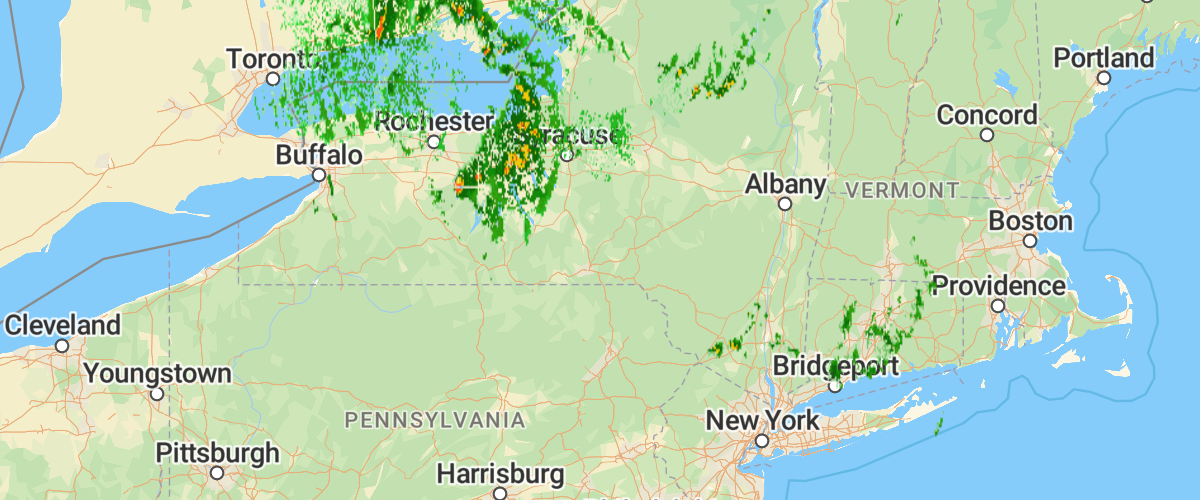 Toronto
Portland
Rochester
Syracuse
Concord
Buffalo
Albany
VERMONT
Boston
Providence
Cleveland
Bridgeport
Youngstown
PENNSYLVANIA
New York
Pittsburgh
Harrisburg